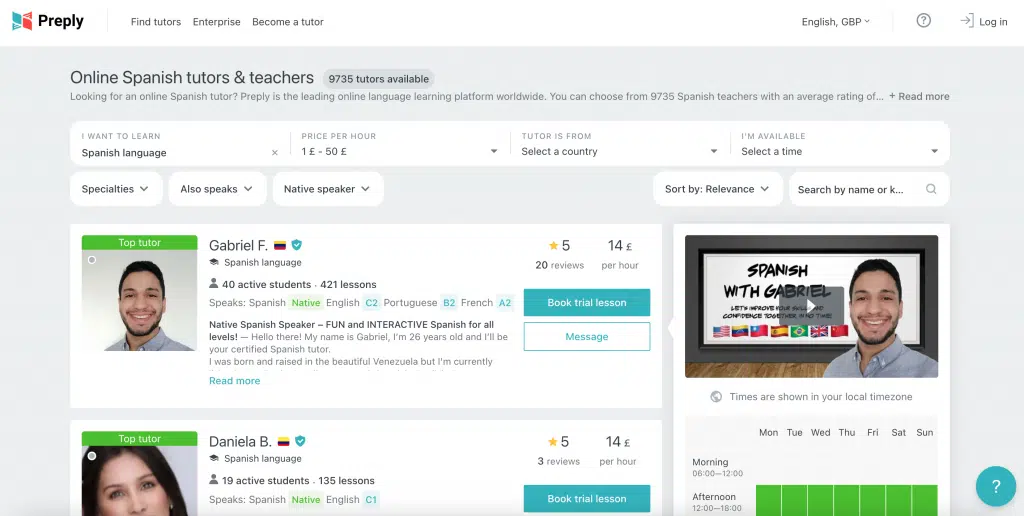 Preply
Find tutors
Enterprise
Become a tutor
English, GBP
?
Log in
Online Spanish tutors & teachers
9735 tutors available
Looking for an online Spanish tutor? Preply is the leading online language learning platform worldwide. You can choose from 9735 Spanish teachers with an average rating of... + Read more
I WANT TO LEARN
Spanish language ×
PRICE PER HOUR
1 £ - 50 £
TUTOR IS FROM
Select a country
I'M AVAILABLE
Select a time
Specialties
Also speaks
Native speaker
Sort by: Relevance
Search by name or k...
Top tutor
Gabriel F.
Spanish language
40 active students · 421 lessons
Speaks: Spanish Native English C2 Portuguese B2 French A2
Native Spanish Speaker – FUN and INTERACTIVE Spanish for all
levels! — Hello there! My name is Gabriel, I'm 26 years old and I'll be
your certified Spanish tutor.
I was born and raised in the beautiful Venezuela but I'm currently
Read more
5
20 reviews
14 £
per hour
Book trial lesson
Message
SPANISH
WITH GABRIEL
LET'S IMPROVE YOUR SKILLS AND
CONFIDENCE TOGETHER IN NO TIME
Times are shown in your local timezone
Mon Tue Wed Thu Fri Sat Sun
Morning
06:00—12:00
Afternoon
12:00—18:00
Top tutor
Daniela B.
Spanish language
19 active students · 135 lessons
Speaks: Spanish Native English C1
5
3 reviews
14 £
per hour
Book trial lesson
?